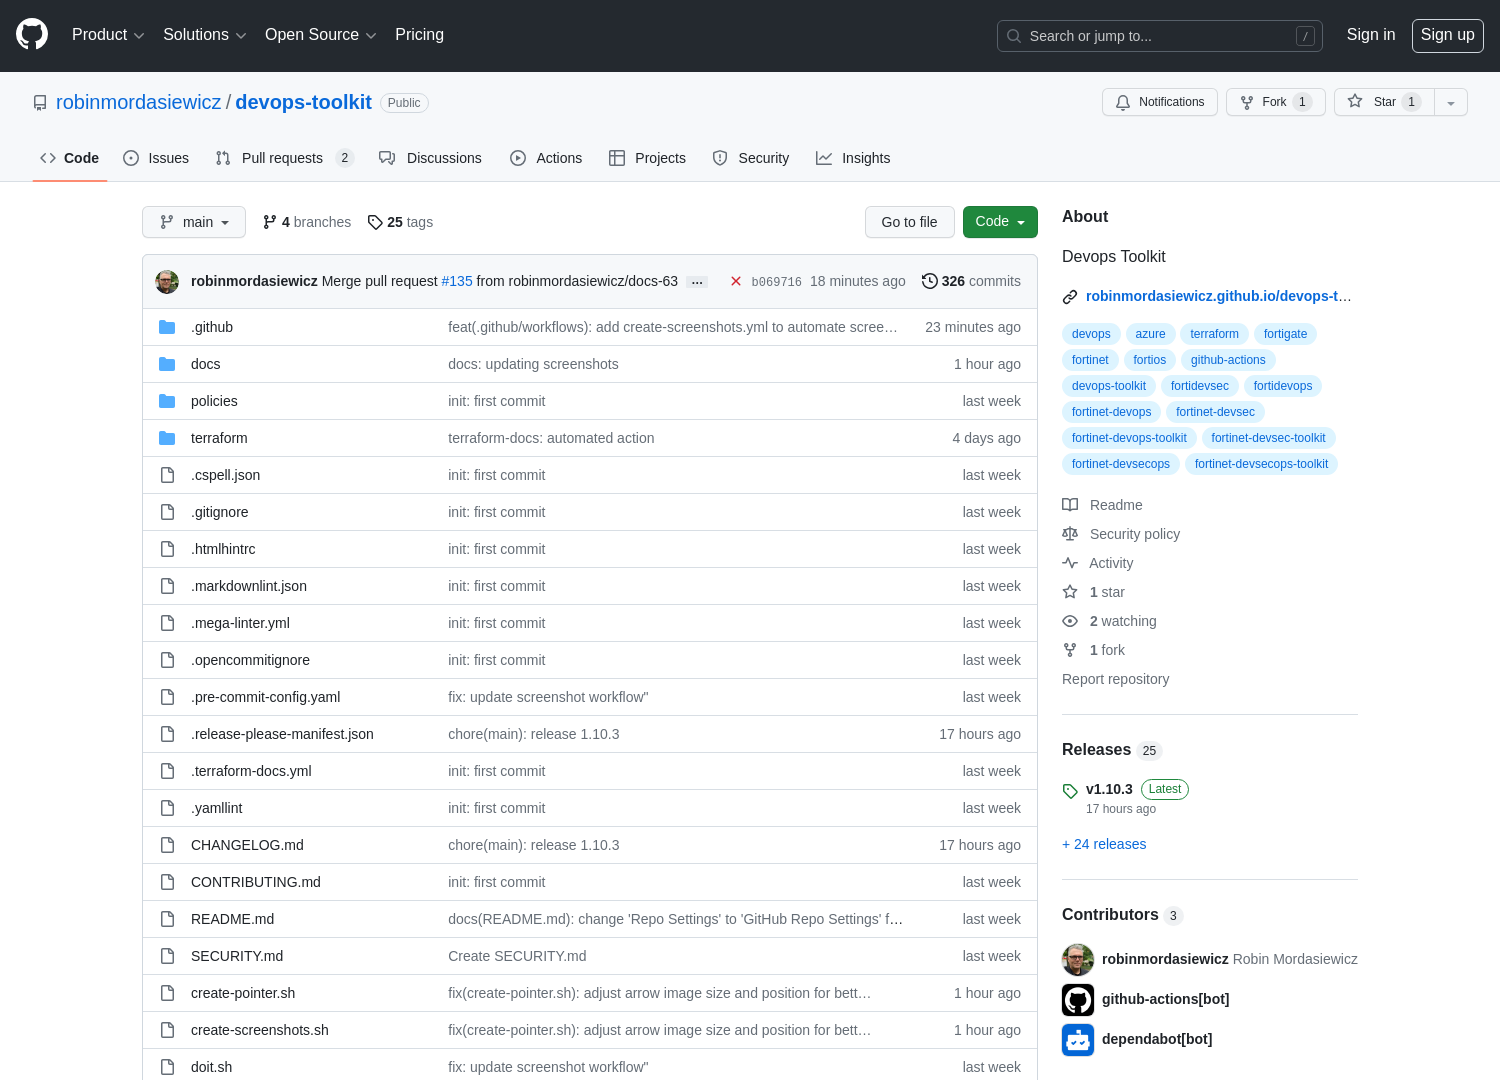 Product Solutions Open Source Pricing Search or jump to... / Sign in Sign up
robinmordasiewicz / devops-toolkit Public Notifications Fork 1 Star 1
Code Issues Pull requests 2 Discussions Actions Projects Security Insights
main 4 branches 25 tags Go to file Code
robinmordasiewicz Merge pull request #135 from robinmordasiewicz/docs-63 … b069716 18 minutes ago 326 commits
.github feat(.github/workflows): add create-screenshots.yml to automate scree… 23 minutes ago
docs docs: updating screenshots 1 hour ago
policies init: first commit last week
terraform terraform-docs: automated action 4 days ago
.cspell.json init: first commit last week
.gitignore init: first commit last week
.htmlhintrc init: first commit last week
.markdownlint.json init: first commit last week
.mega-linter.yml init: first commit last week
.opencommitignore init: first commit last week
.pre-commit-config.yaml fix: update screenshot workflow" last week
.release-please-manifest.json chore(main): release 1.10.3 17 hours ago
.terraform-docs.yml init: first commit last week
.yamllint init: first commit last week
CHANGELOG.md chore(main): release 1.10.3 17 hours ago
CONTRIBUTING.md init: first commit last week
README.md docs(README.md): change 'Repo Settings' to 'GitHub Repo Settings' f… last week
SECURITY.md Create SECURITY.md last week
create-pointer.sh fix(create-pointer.sh): adjust arrow image size and position for bett… 1 hour ago
create-screenshots.sh fix(create-pointer.sh): adjust arrow image size and position for bett… 1 hour ago
doit.sh fix: update screenshot workflow" last week
About
Devops Toolkit
robinmordasiewicz.github.io/devops-t…
devops azure terraform fortigate
fortinet fortios github-actions
devops-toolkit fortidevsec fortidevops
fortinet-devops fortinet-devsec
fortinet-devops-toolkit fortinet-devsec-toolkit
fortinet-devsecops fortinet-devsecops-toolkit
Readme
Security policy
Activity
1 star
2 watching
1 fork
Report repository
Releases 25
v1.10.3 Latest
17 hours ago
+ 24 releases
Contributors 3
robinmordasiewicz Robin Mordasiewicz
github-actions[bot]
dependabot[bot]